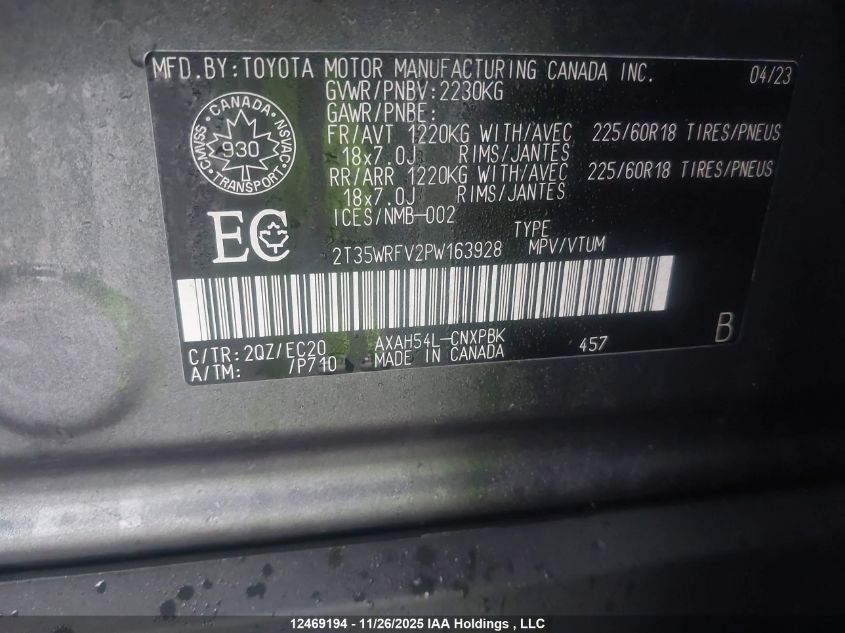 MFD.BY:TOYOTA MOTOR MANUFACTURING CANADA INC. 04/23
GVWR/PNBV:2230KG
GAWR/PNBE:
FR/AVT 1220KG WITH/AVEC 225/60R18 TIRES/PNEUS
18x7.0J RIMS/JANTES
RR/ARR 1220KG WITH/AVEC 225/60R18 TIRES/PNEUS
18x7.0J RIMS/JANTES
ICES/NMB-002
CANADA
CMVSS NSVAC
930
TRANSPORT
EC
TYPE
2T35WRFV2PW163928 MPV/VTUM
C/TR: 2QZ/EC20 AXAH54L-CNXPBK 457 B
A/TM: /P710 MADE IN CANADA
12469194 - 11/26/2025 IAA Holdings , LLC